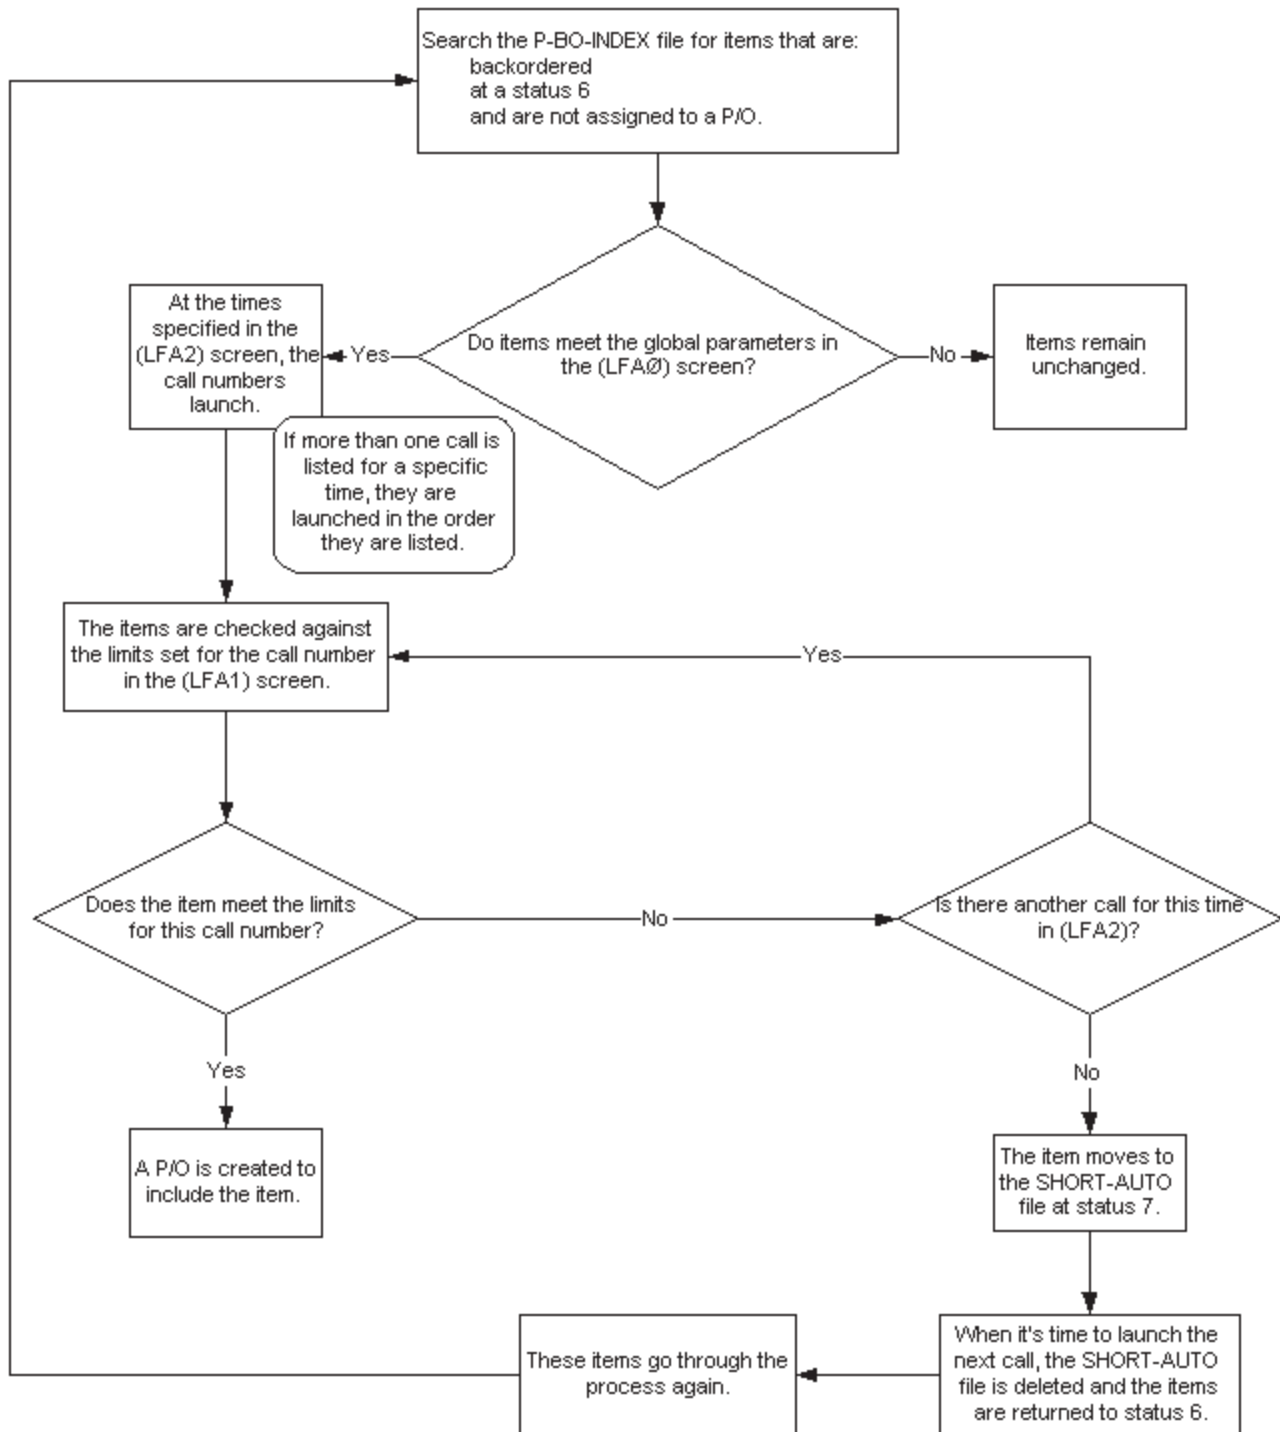 Search the P-BO-INDEX file for items that are:
backordered
at a status 6
and are not assigned to a P/O.
Do items meet the global parameters in
the (LFAØ) screen?
Yes
No
At the times
specified in the
(LFA2) screen, the
call numbers
launch.
Items remain
unchanged.
If more than one call is
listed for a specific
time, they are
launched in the order
they are listed.
The items are checked against
the limits set for the call number
in the (LFA1) screen.
Yes
Does the item meet the limits
for this call number?
No
Is there another call for this time
in (LFA2)?
Yes
No
A P/O is created to
include the item.
The item moves to
the SHORT-AUTO
file at status 7.
When it's time to launch the
next call, the SHORT-AUTO
file is deleted and the items
are returned to status 6.
These items go through the
process again.